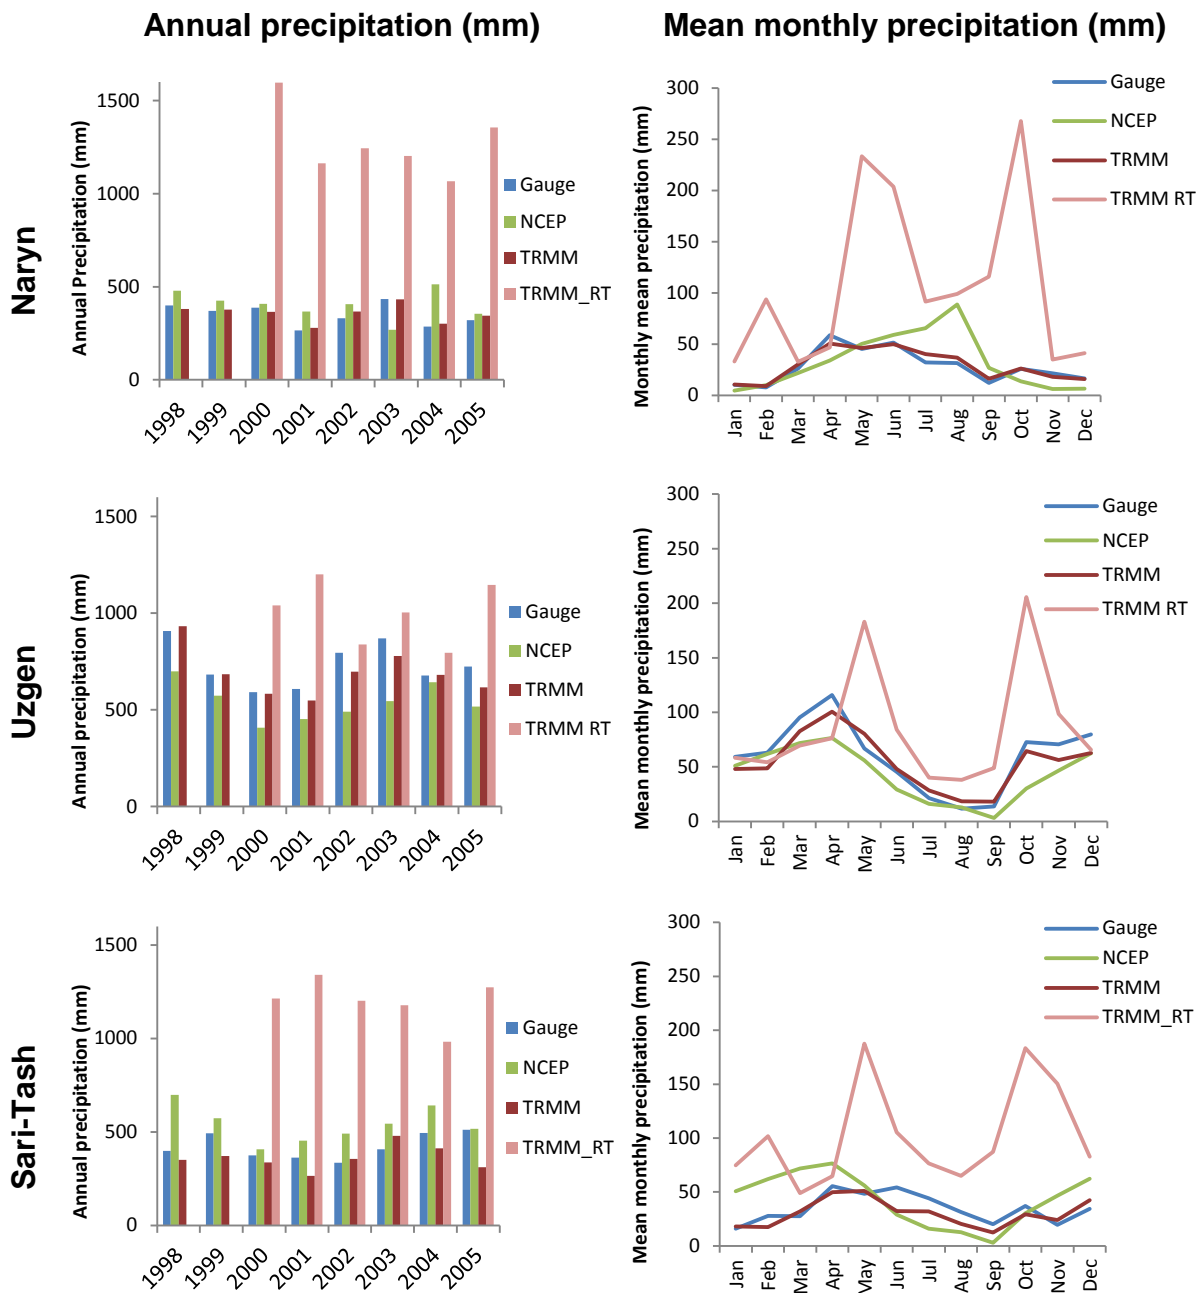 Annual precipitation (mm)
Mean monthly precipitation (mm)
Naryn
Annual Precipitation (mm)
1500
1000
500
0
1998
1999
2000
2001
2002
2003
2004
2005
Gauge
NCEP
TRMM
TRMM_RT
Monthly mean precipitation (mm)
300
250
200
150
100
50
0
Jan
Feb
Mar
Apr
May
Jun
Jul
Aug
Sep
Oct
Nov
Dec
Gauge
NCEP
TRMM
TRMM RT
Uzgen
Annual precipitation (mm)
1500
1000
500
0
1998
1999
2000
2001
2002
2003
2004
2005
Gauge
NCEP
TRMM
TRMM RT
Mean monthly precipitation (mm)
300
250
200
150
100
50
0
Jan
Feb
Mar
Apr
May
Jun
Jul
Aug
Sep
Oct
Nov
Dec
Gauge
NCEP
TRMM
TRMM RT
Sari-Tash
Annual precipitation (mm)
1500
1000
500
0
1998
1999
2000
2001
2002
2003
2004
2005
Gauge
NCEP
TRMM
TRMM_RT
Mean monthly precipitation (mm)
300
250
200
150
100
50
0
Jan
Feb
Mar
Apr
May
Jun
Jul
Aug
Sep
Oct
Nov
Dec
Gauge
NCEP
TRMM
TRMM_RT